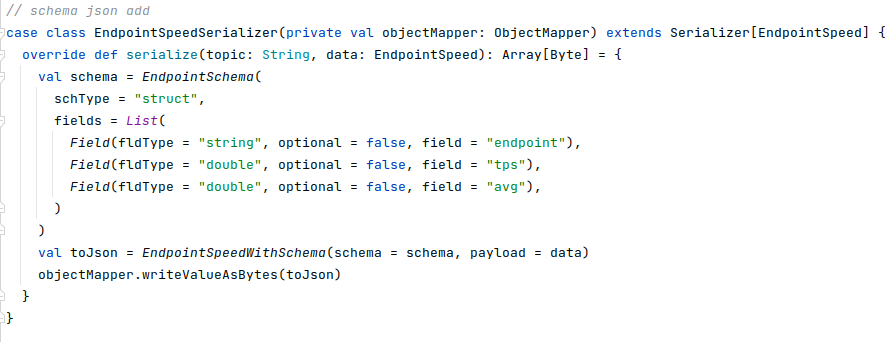 // schema json add
case class EndpointSpeedSerializer(private val objectMapper: ObjectMapper) extends Serializer[EndpointSpeed] {
  override def serialize(topic: String, data: EndpointSpeed): Array[Byte] = {
    val schema = EndpointSchema(
      schType = "struct",
      fields = List(
        Field(fldType = "string", optional = false, field = "endpoint"),
        Field(fldType = "double", optional = false, field = "tps"),
        Field(fldType = "double", optional = false, field = "avg"),
      )
    )
    val toJson = EndpointSpeedWithSchema(schema = schema, payload = data)
    objectMapper.writeValueAsBytes(toJson)
  }
}